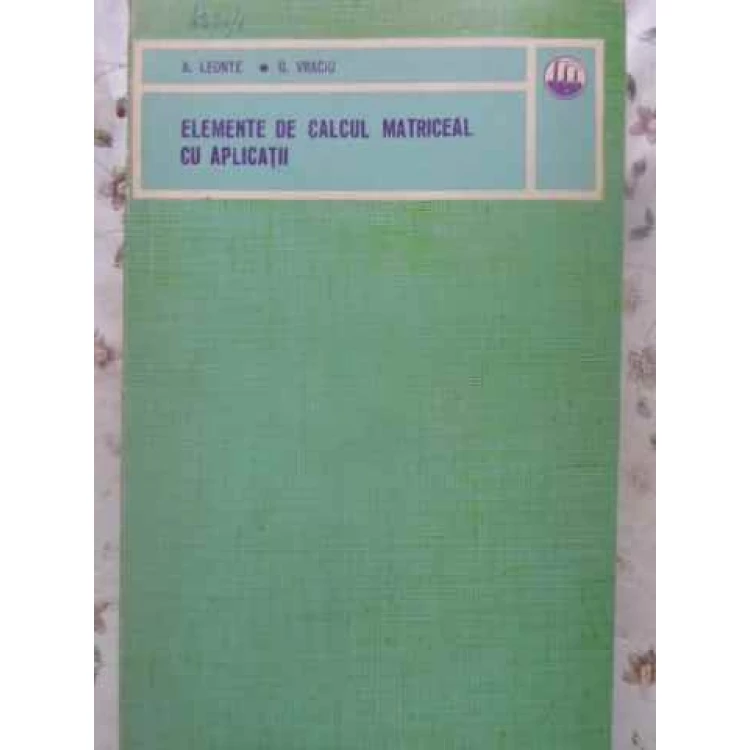 A. LEONTE • G. VRACIU
ELEMENTE DE CALCUL MATRICEAL
CU APLICAȚII